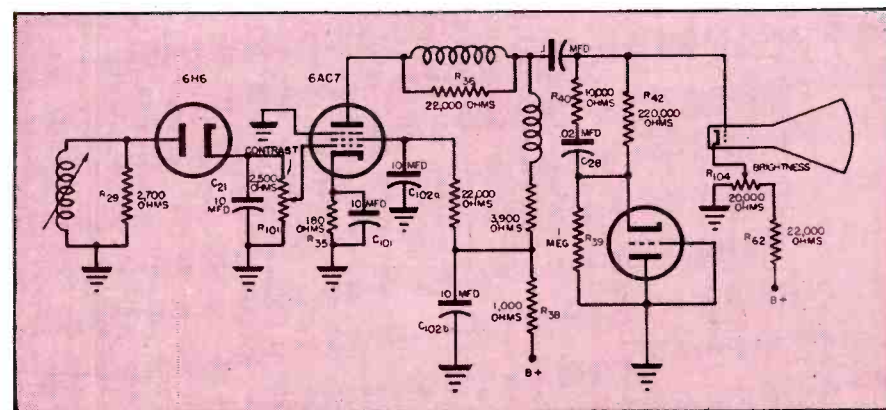 6H6
6AC7
R36
22,000 OHMS
.1 MFD
R40
10,000
OHMS
R42
220,000
OHMS
.02
MFD
C28
CONTRAST
R29
2,700
OHMS
C21
10
MFD
2,500
OHMS
R101
180
OHMS
R35
10 MFD
C101
10 MFD
C102a
22,000
OHMS
3,900
OHMS
10 MFD
C102b
1,000
OHMS
R38
B+
1
MEG
R39
BRIGHTNESS
R104
20,000
OHMS
R62
22,000
OHMS
B+